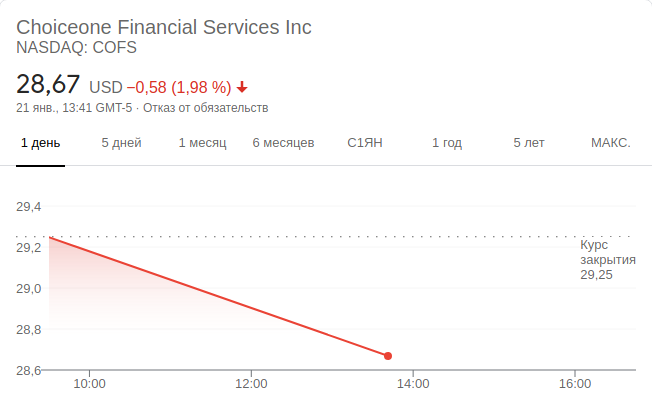 Choiceone Financial Services Inc
NASDAQ: COFS
28,67 USD −0,58 (1,98 %)
21 янв., 13:41 GMT-5 · Отказ от обязательств
1 день 5 дней 1 месяц 6 месяцев С1ЯН 1 год 5 лет МАКС.
29,4
29,2
29,0
28,8
28,6
Курс
закрытия
29,25
10:00 12:00 14:00 16:00